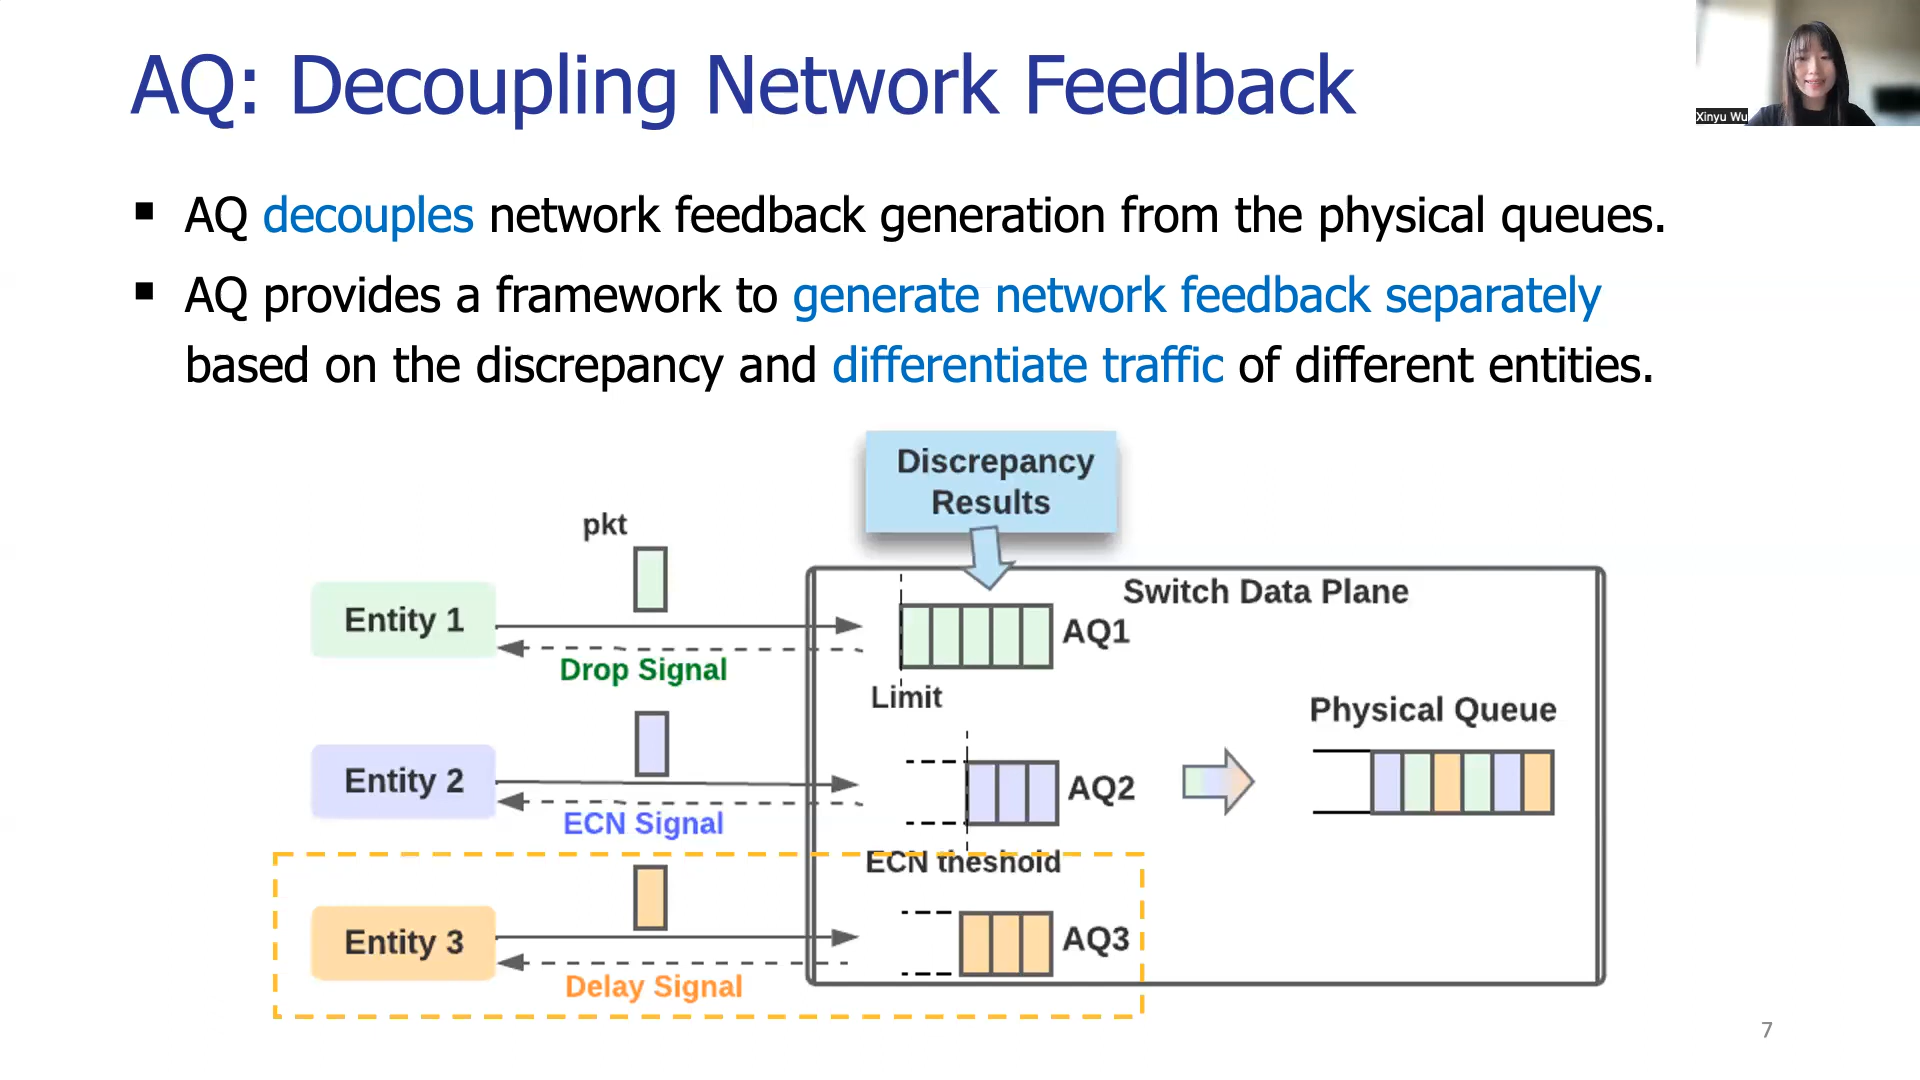 AQ: Decoupling Network Feedback
Xinyu Wu
▪ AQ decouples network feedback generation from the physical queues.
▪ AQ provides a framework to generate network feedback separately
based on the discrepancy and differentiate traffic of different entities.
Discrepancy
Results
pkt
Switch Data Plane
Entity 1
AQ1
Drop Signal
Limit
Physical Queue
Entity 2
AQ2
ECN Signal
ECN theshold
Entity 3
AQ3
Delay Signal
7